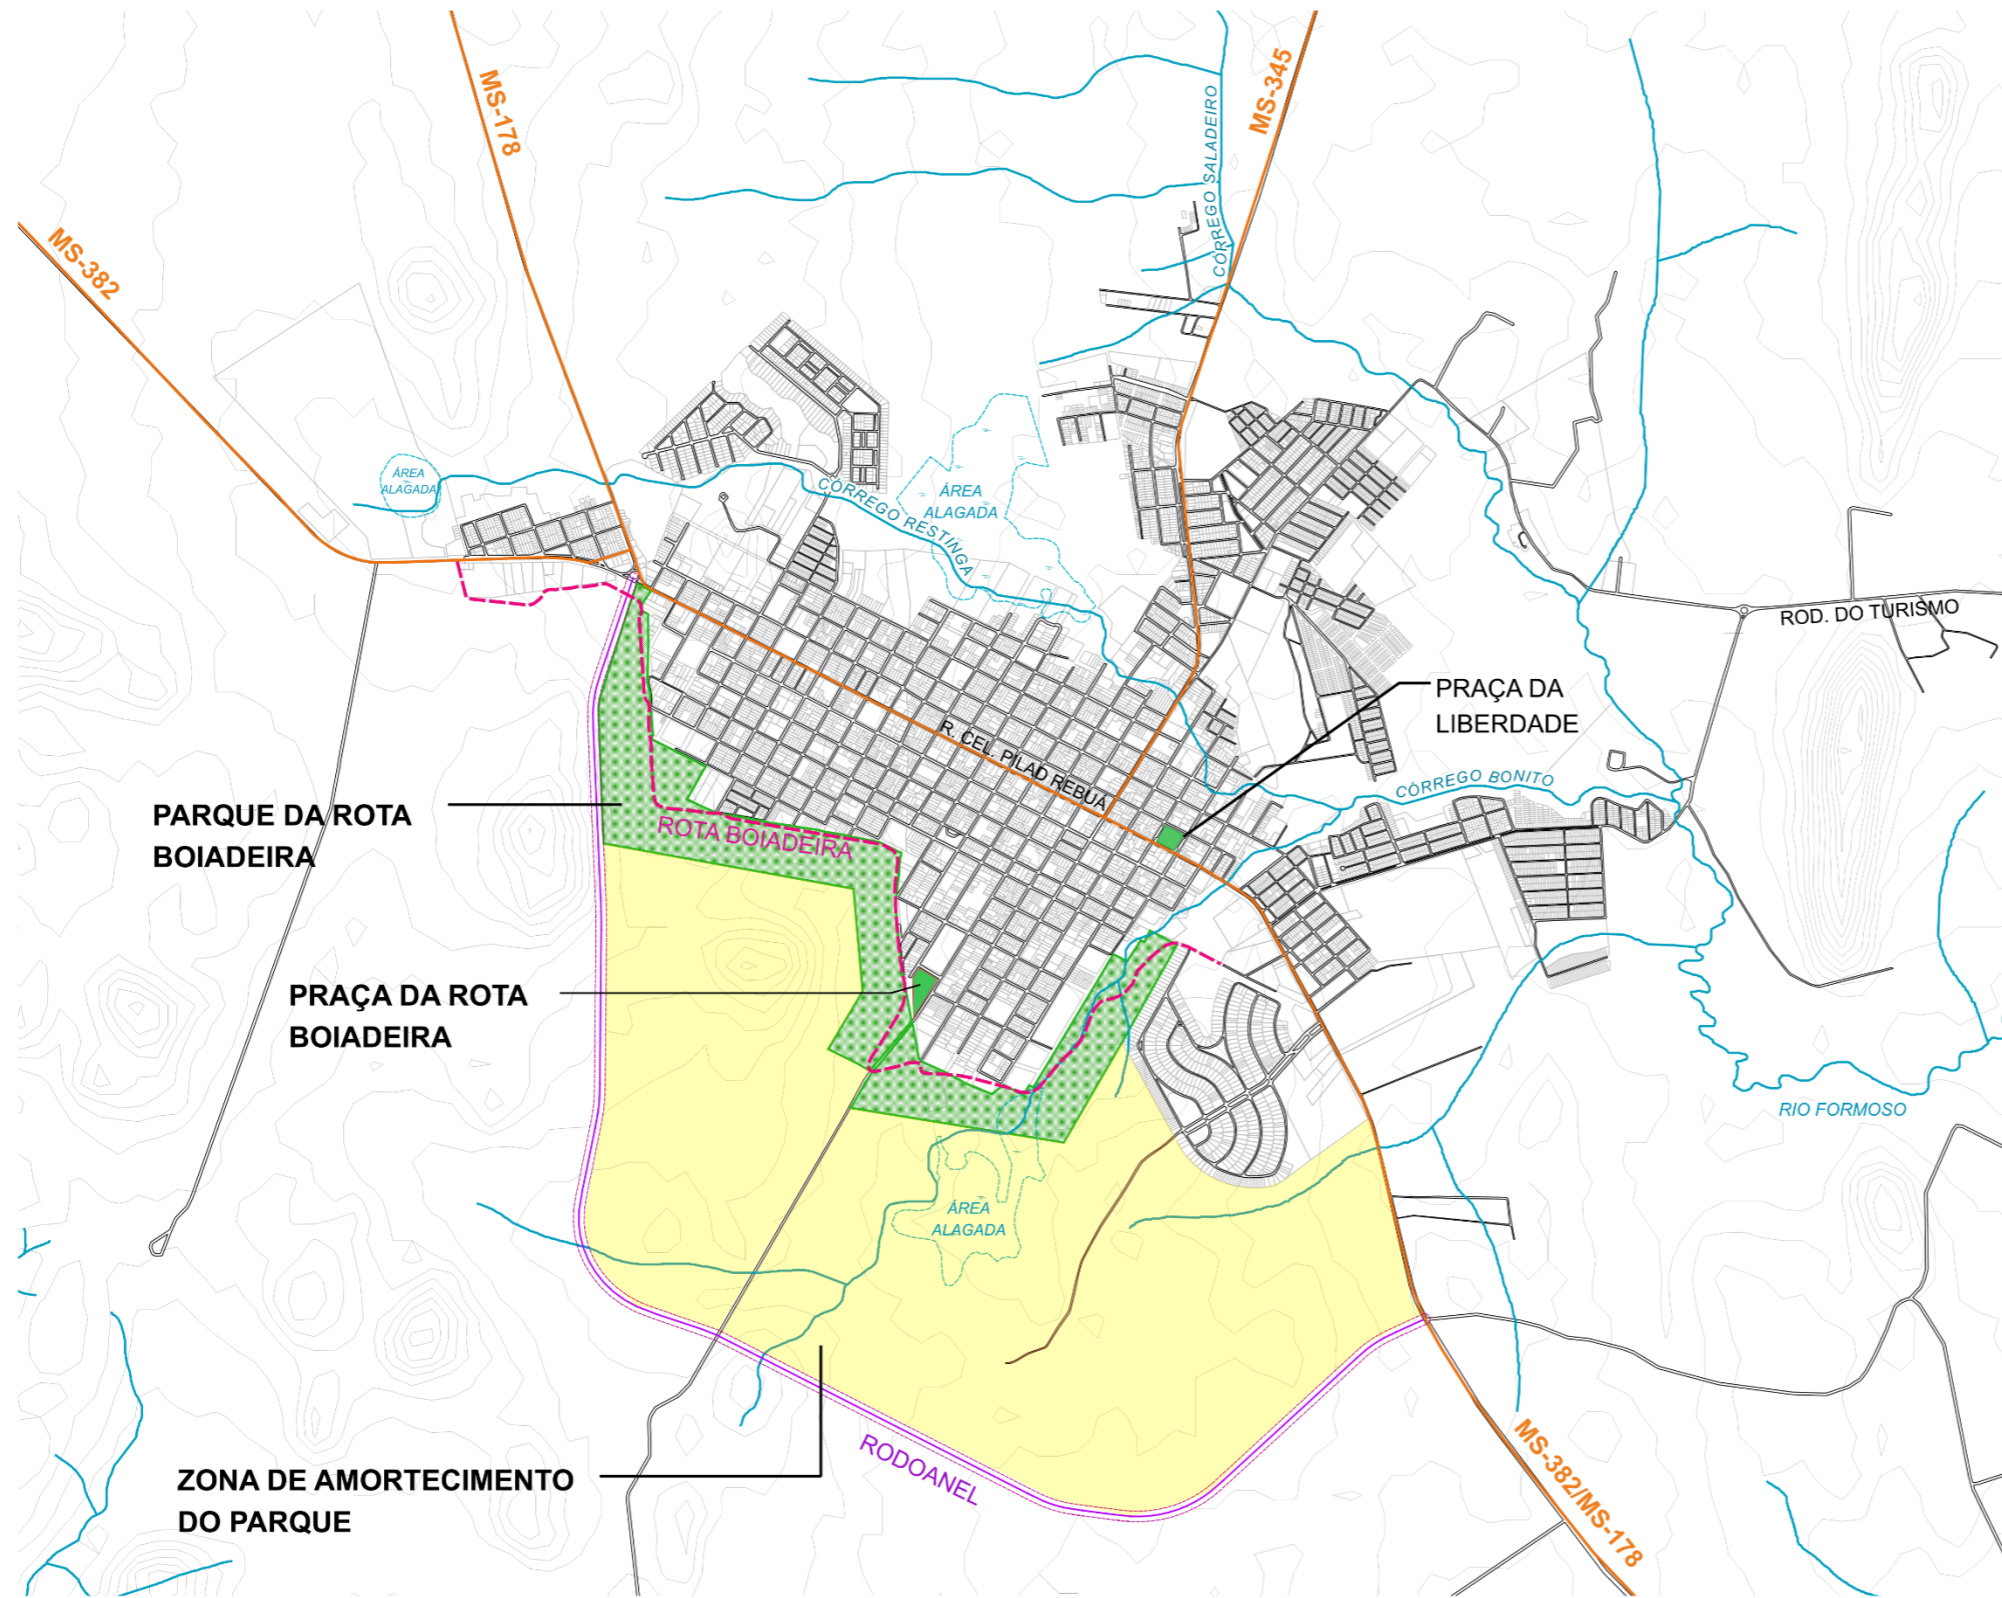 MS-178
MS-345
CÓRREGO SALADEIRO
MS-382
ÁREA
ALAGADA
CÓRREGO RESTINGA
ÁREA
ALAGADA
ROD. DO TURISMO
PRAÇA DA
LIBERDADE
R. CEL. PILAD REBUÁ
CÓRREGO BONITO
PARQUE DA ROTA
BOIADEIRA
ROTA BOIADEIRA
PRAÇA DA ROTA
BOIADEIRA
RIO FORMOSO
ÁREA
ALAGADA
RODOANEL
ZONA DE AMORTECIMENTO
DO PARQUE
MS-382/MS-178